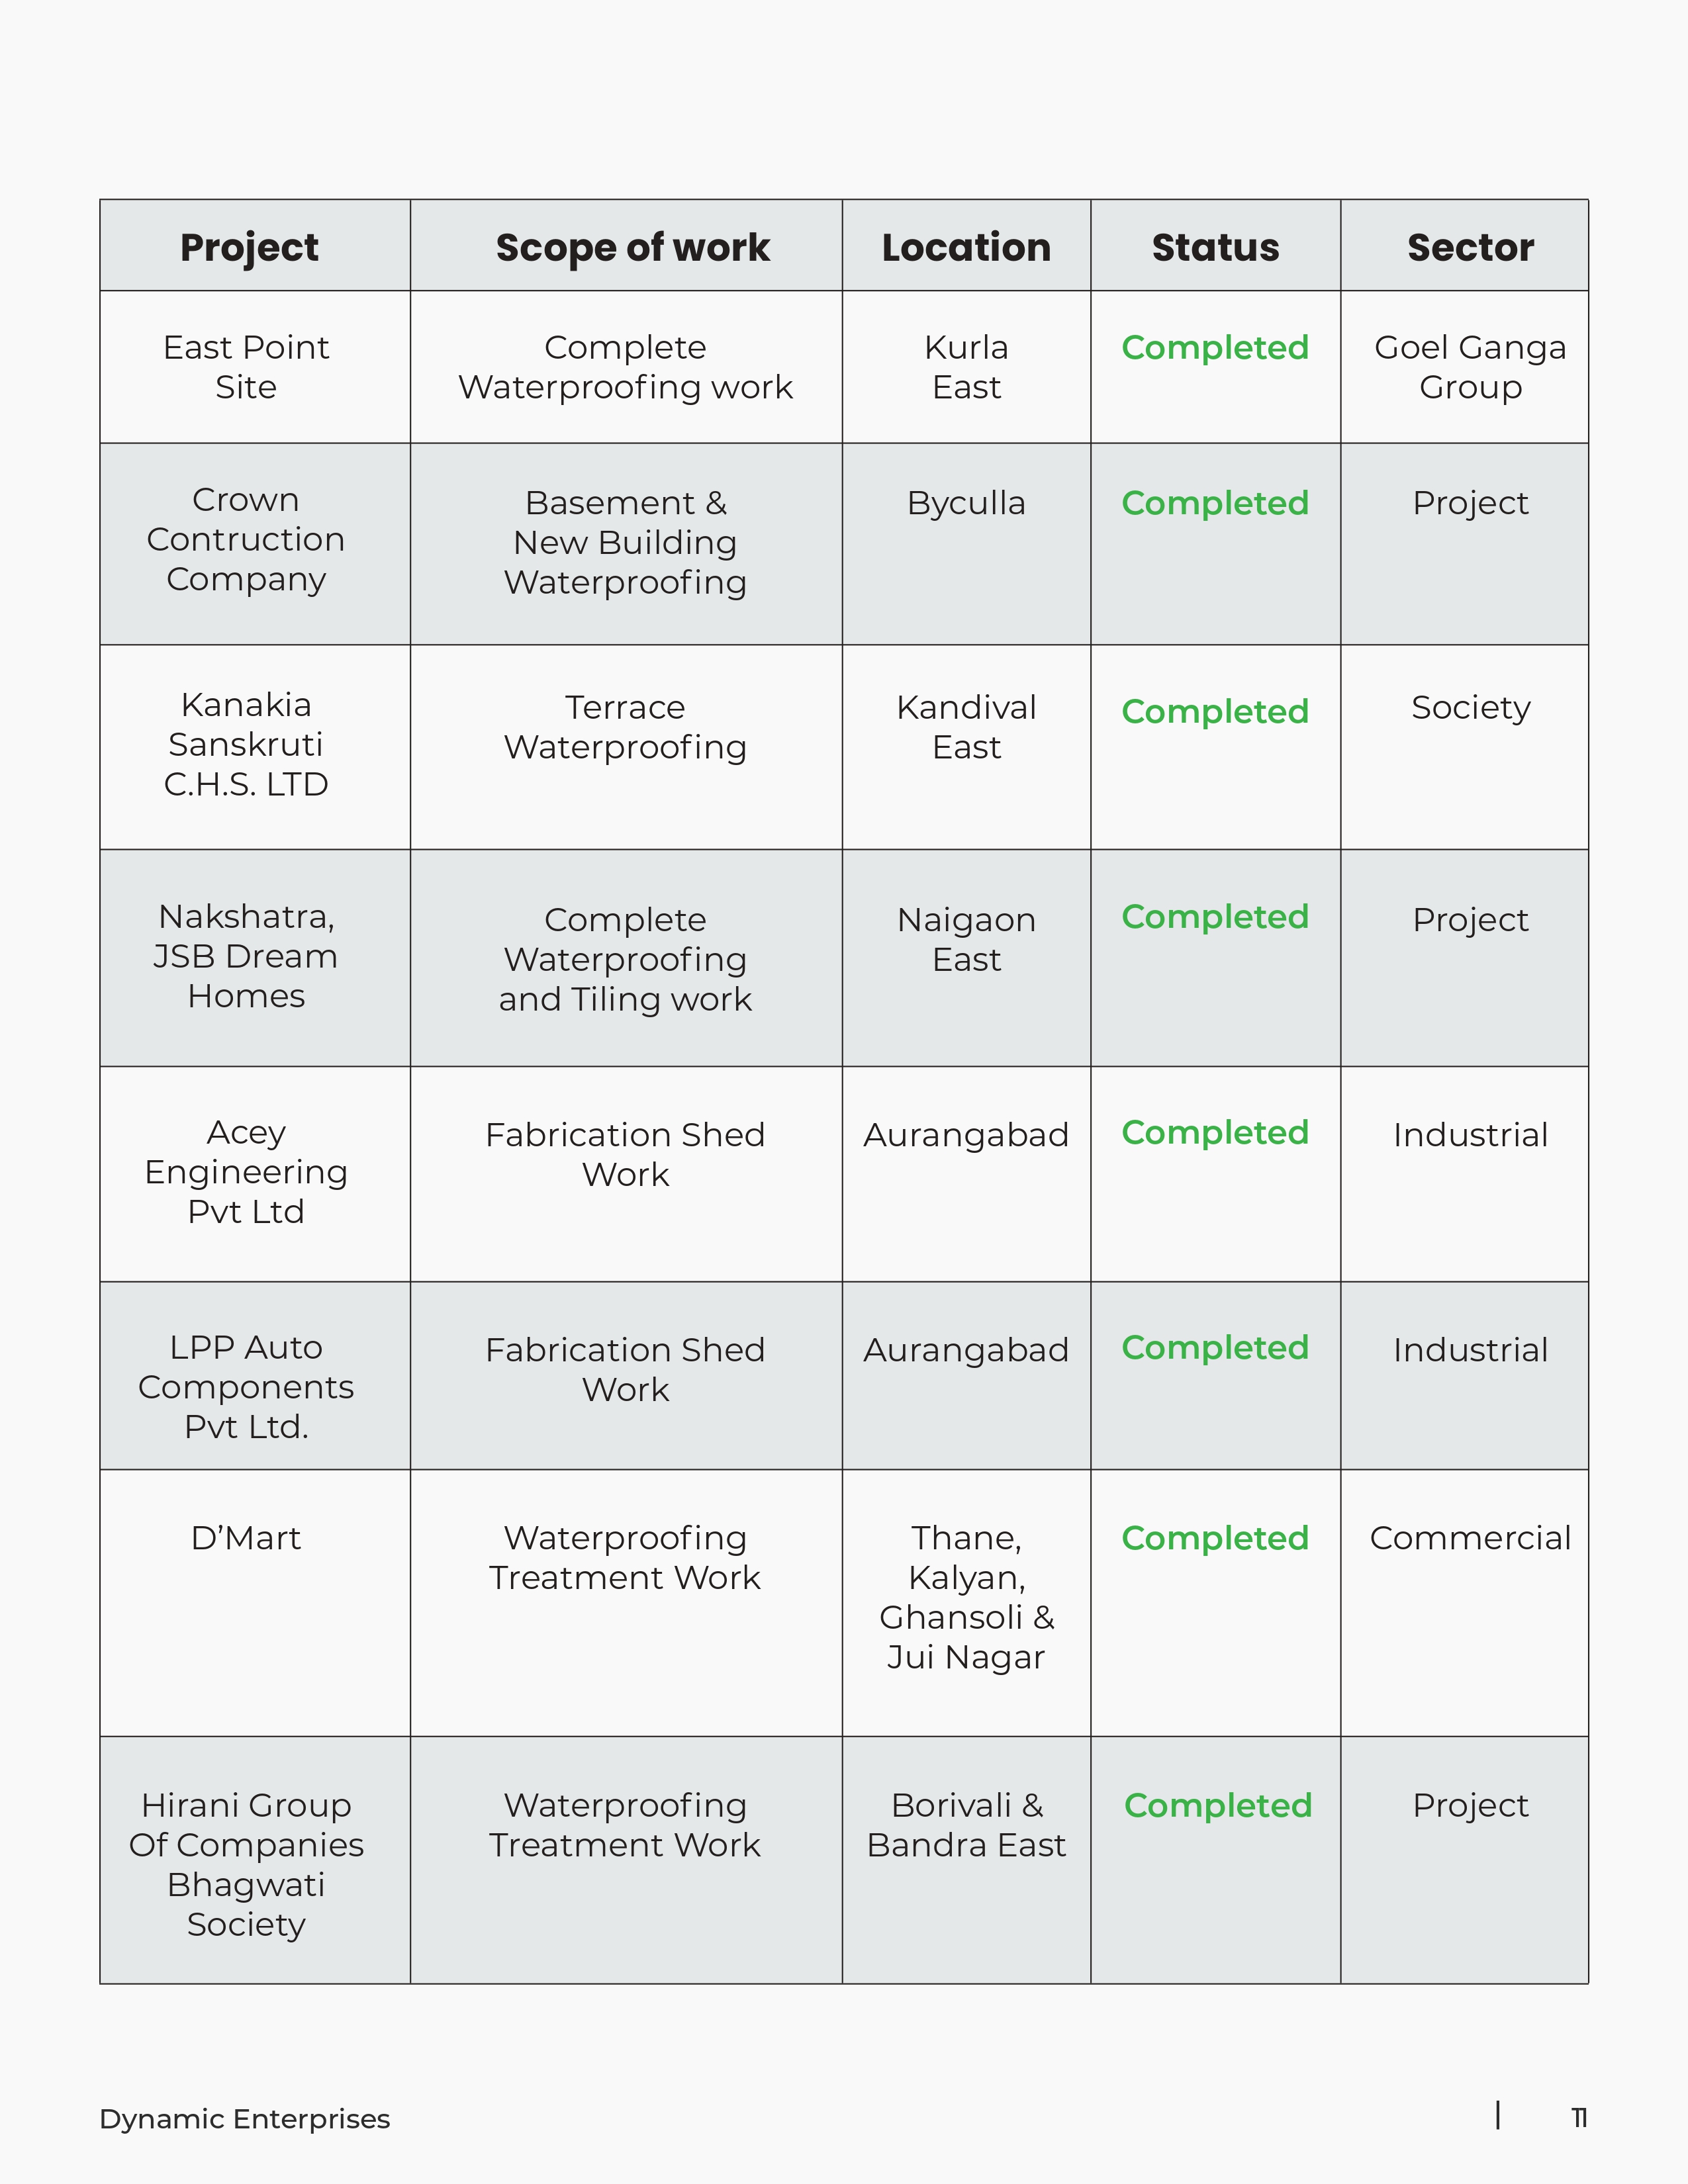 Project Scope of work Location Status Sector
East Point
Site
Complete
Waterproofing work
Kurla
East
Completed
Goel Ganga
Group
Crown
Contruction
Company
Basement &
New Building
Waterproofing
Byculla
Completed
Project
Kanakia
Sanskruti
C.H.S. LTD
Terrace
Waterproofing
Kandival
East
Completed
Society
Nakshatra,
JSB Dream
Homes
Complete
Waterproofing
and Tiling work
Naigaon
East
Completed
Project
Acey
Engineering
Pvt Ltd
Fabrication Shed
Work
Aurangabad
Completed
Industrial
LPP Auto
Components
Pvt Ltd.
Fabrication Shed
Work
Aurangabad
Completed
Industrial
D’Mart
Waterproofing
Treatment Work
Thane,
Kalyan,
Ghansoli &
Jui Nagar
Completed
Commercial
Hirani Group
Of Companies
Bhagwati
Society
Waterproofing
Treatment Work
Borivali &
Bandra East
Completed
Project
Dynamic Enterprises | 11